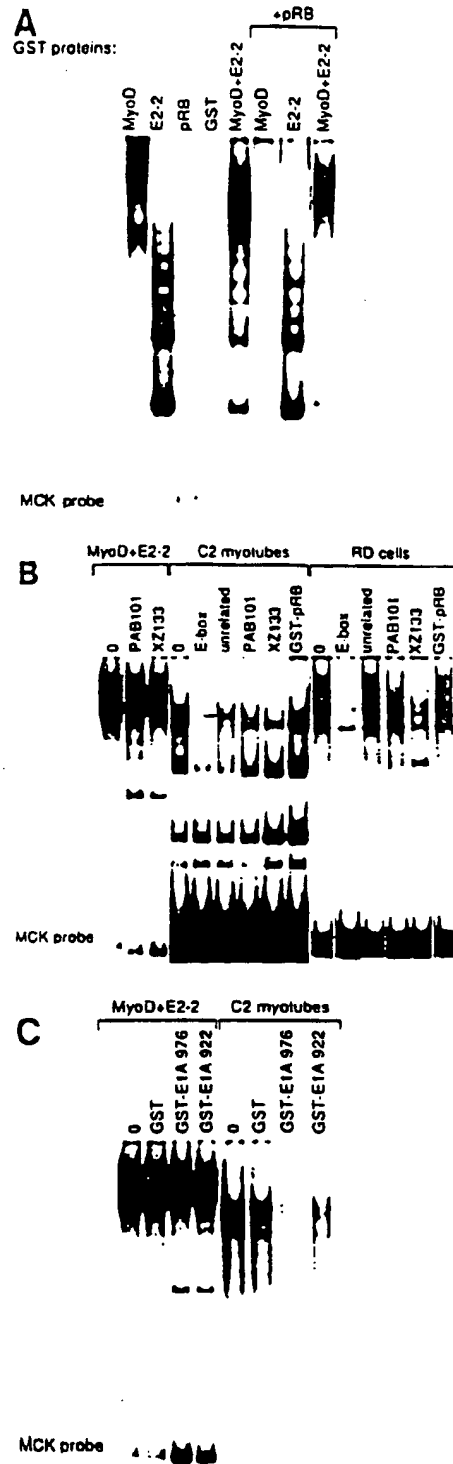 A
+pRB
GST proteins:
MyoD
E2-2
pRB
GST
MyoD+E2-2
MyoD
E2-2
MyoD+E2-2
MCK probe
B
MyoD+E2-2
C2 myotubes
RD cells
0
PAB101
XZ133
0
E-box
unrelated
PAB101
XZ133
GST-pRB
0
E-box
unrelated
PAB101
XZ133
GST-pRB
MCK probe
C
MyoD+E2-2
C2 myotubes
0
GST
GST-E1A 976
GST-E1A 922
0
GST
GST-E1A 976
GST-E1A 922
MCK probe